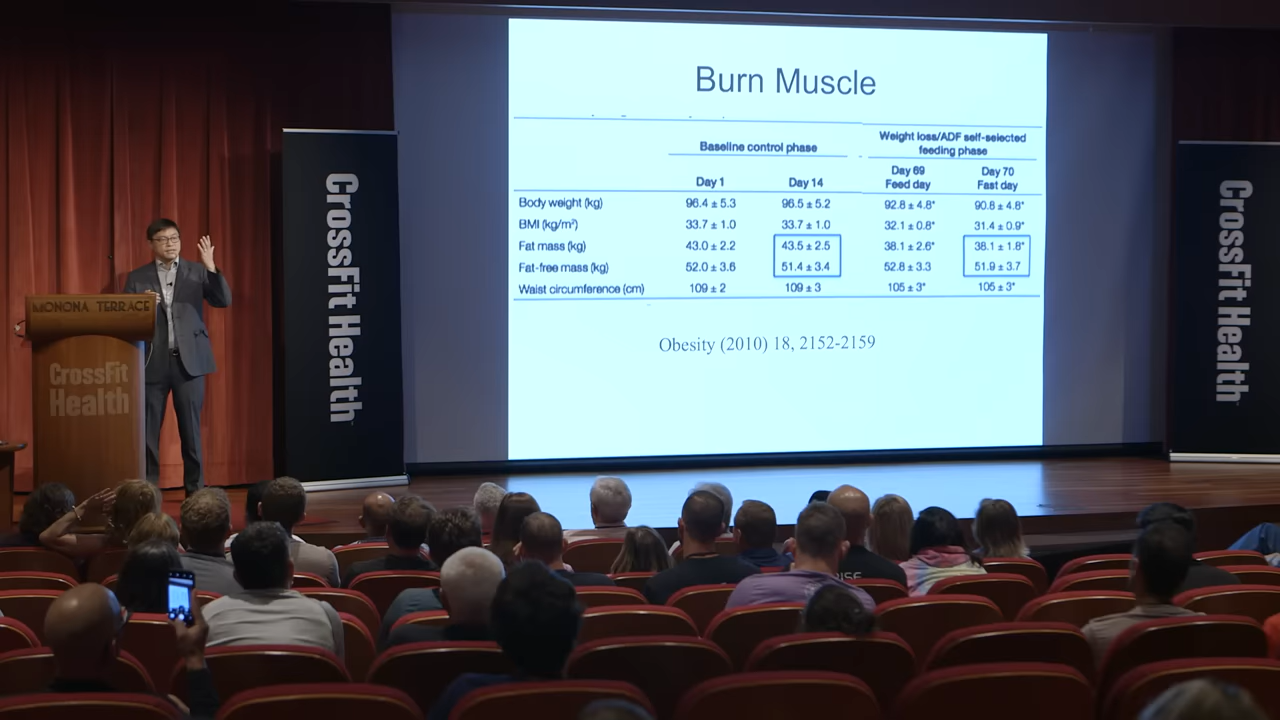 Burn Muscle
Baseline control phase
Weight loss/ADF self-selected
feeding phase
Day 1 Day 14 Day 69 Day 70
Feed day Fast day
Body weight (kg) 96.4 ± 5.3 96.5 ± 5.2 92.8 ± 4.8* 90.8 ± 4.8*
BMI (kg/m²) 33.7 ± 1.0 33.7 ± 1.0 32.1 ± 0.8* 31.4 ± 0.9*
Fat mass (kg) 43.0 ± 2.2 43.5 ± 2.5 38.1 ± 2.6* 38.1 ± 1.8*
Fat-free mass (kg) 52.0 ± 3.6 51.4 ± 3.4 52.8 ± 3.3 51.9 ± 3.7
Waist circumference (cm) 109 ± 2 109 ± 3 105 ± 3* 105 ± 3*
Obesity (2010) 18, 2152-2159
CrossFit Health
CrossFit Health
MONONA TERRACE
CrossFit
Health